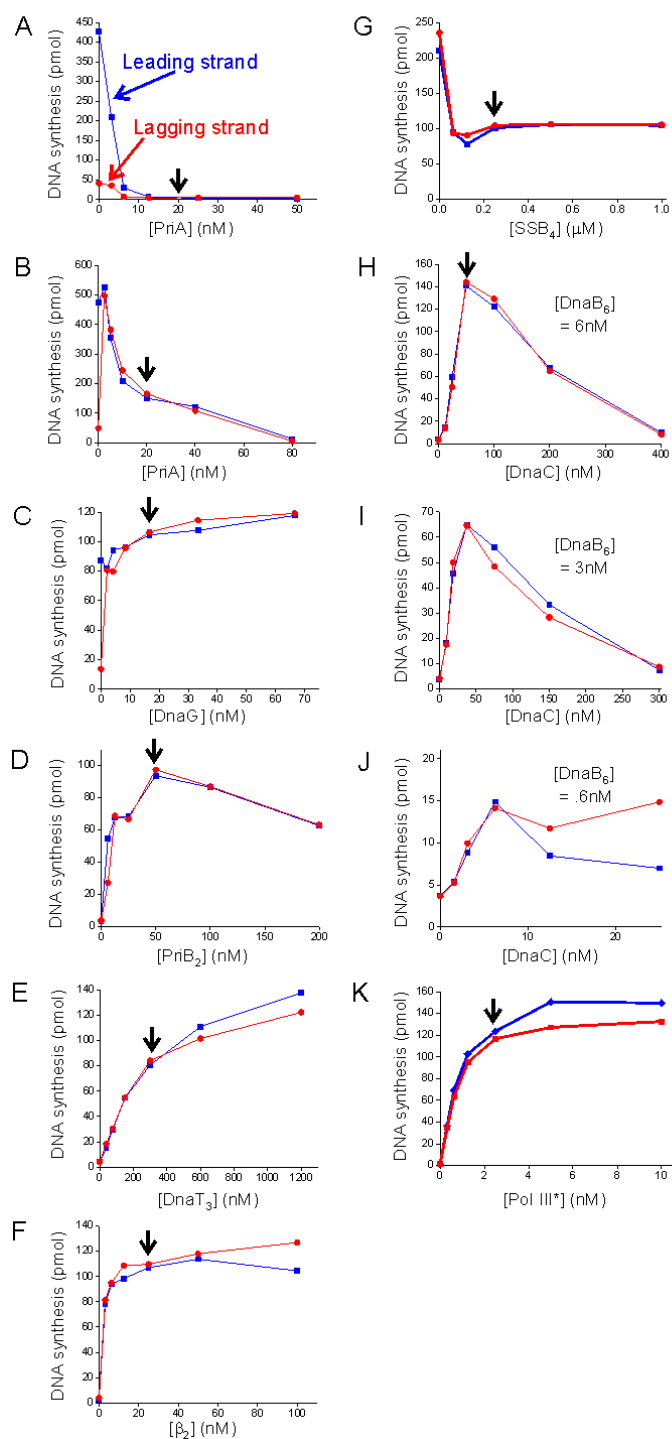 A
DNA synthesis (pmol)
450
400
350
300
250
200
150
100
50
0
Leading strand
Lagging strand
0 10 20 30 40 50
[PriA] (nM)
B
DNA synthesis (pmol)
600
500
400
300
200
100
0
0 20 40 60 80
[PriA] (nM)
C
DNA synthesis (pmol)
120
100
80
60
40
20
0
0 20 40 60
[DnaG] (nM)
D
DNA synthesis (pmol)
100
80
60
40
20
0
0 50 100 150 200
[PriB₂] (nM)
E
DNA synthesis (pmol)
140
120
100
80
60
40
20
0
0 200 400 600 800 1000 1200
[DnaT₃] (nM)
F
DNA synthesis (pmol)
140
120
100
80
60
40
20
0
0 20 40 60 80 100
[β₂] (nM)
G
DNA synthesis (pmol)
250
200
150
100
50
0
0.0 0.2 0.4 0.6 0.8 1.0
[SSB₄] (μM)
H
DNA synthesis (pmol)
160
140
120
100
80
60
40
20
0
[DnaB₆]
= 6nM
0 100 200 300 400
[DnaC] (nM)
I
DNA synthesis (pmol)
70
60
50
40
30
20
10
0
[DnaB₆]
= 3nM
0 50 100 150 200 250 300
[DnaC] (nM)
J
DNA synthesis (pmol)
25
20
15
10
5
0
[DnaB₆]
= .6nM
0 10 20
[DnaC] (nM)
K
DNA synthesis (pmol)
160
140
120
100
80
60
40
20
0
0 2 4 6 8 10
[Pol III*] (nM)